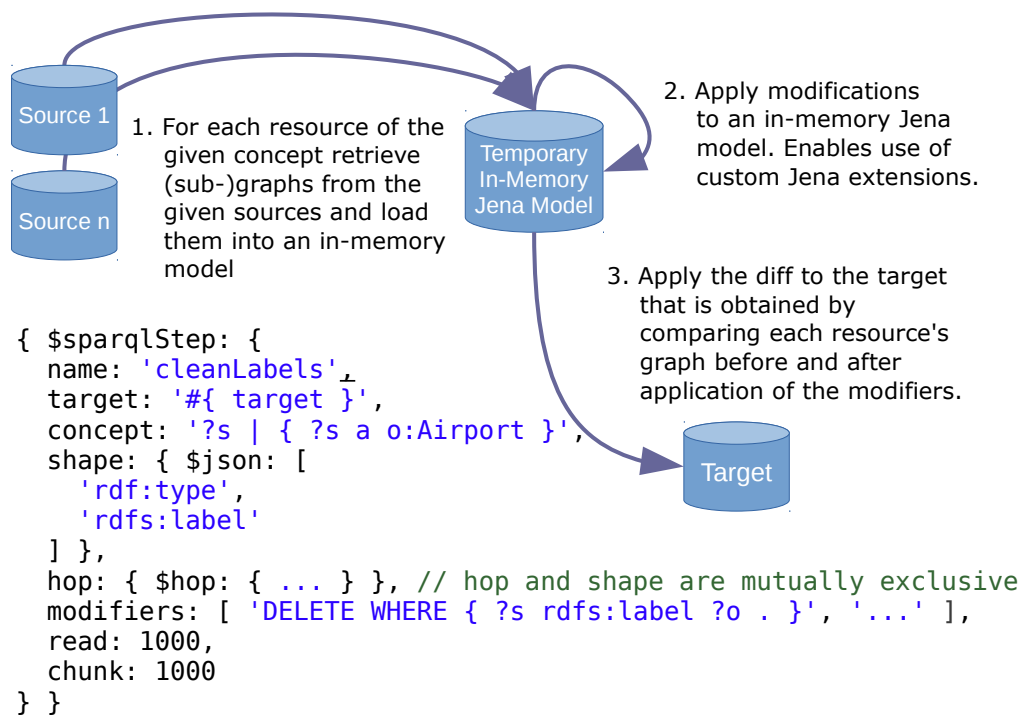 Source 1
Source n
1. For each resource of the
given concept retrieve
(sub-)graphs from the
given sources and load
them into an in-memory
model
Temporary
In-Memory
Jena Model
2. Apply modifications
to an in-memory Jena
model. Enables use of
custom Jena extensions.
3. Apply the diff to the target
that is obtained by
comparing each resource's
graph before and after
application of the modifiers.
Target
{ $sparqlStep: {
name: 'cleanLabels',
target: '#{ target }',
concept: '?s | { ?s a o:Airport }',
shape: { $json: [
'rdf:type',
'rdfs:label'
] },
hop: { $hop: { ... } }, // hop and shape are mutually exclusive
modifiers: [ 'DELETE WHERE { ?s rdfs:label ?o . }', '...' ],
read: 1000,
chunk: 1000
} }